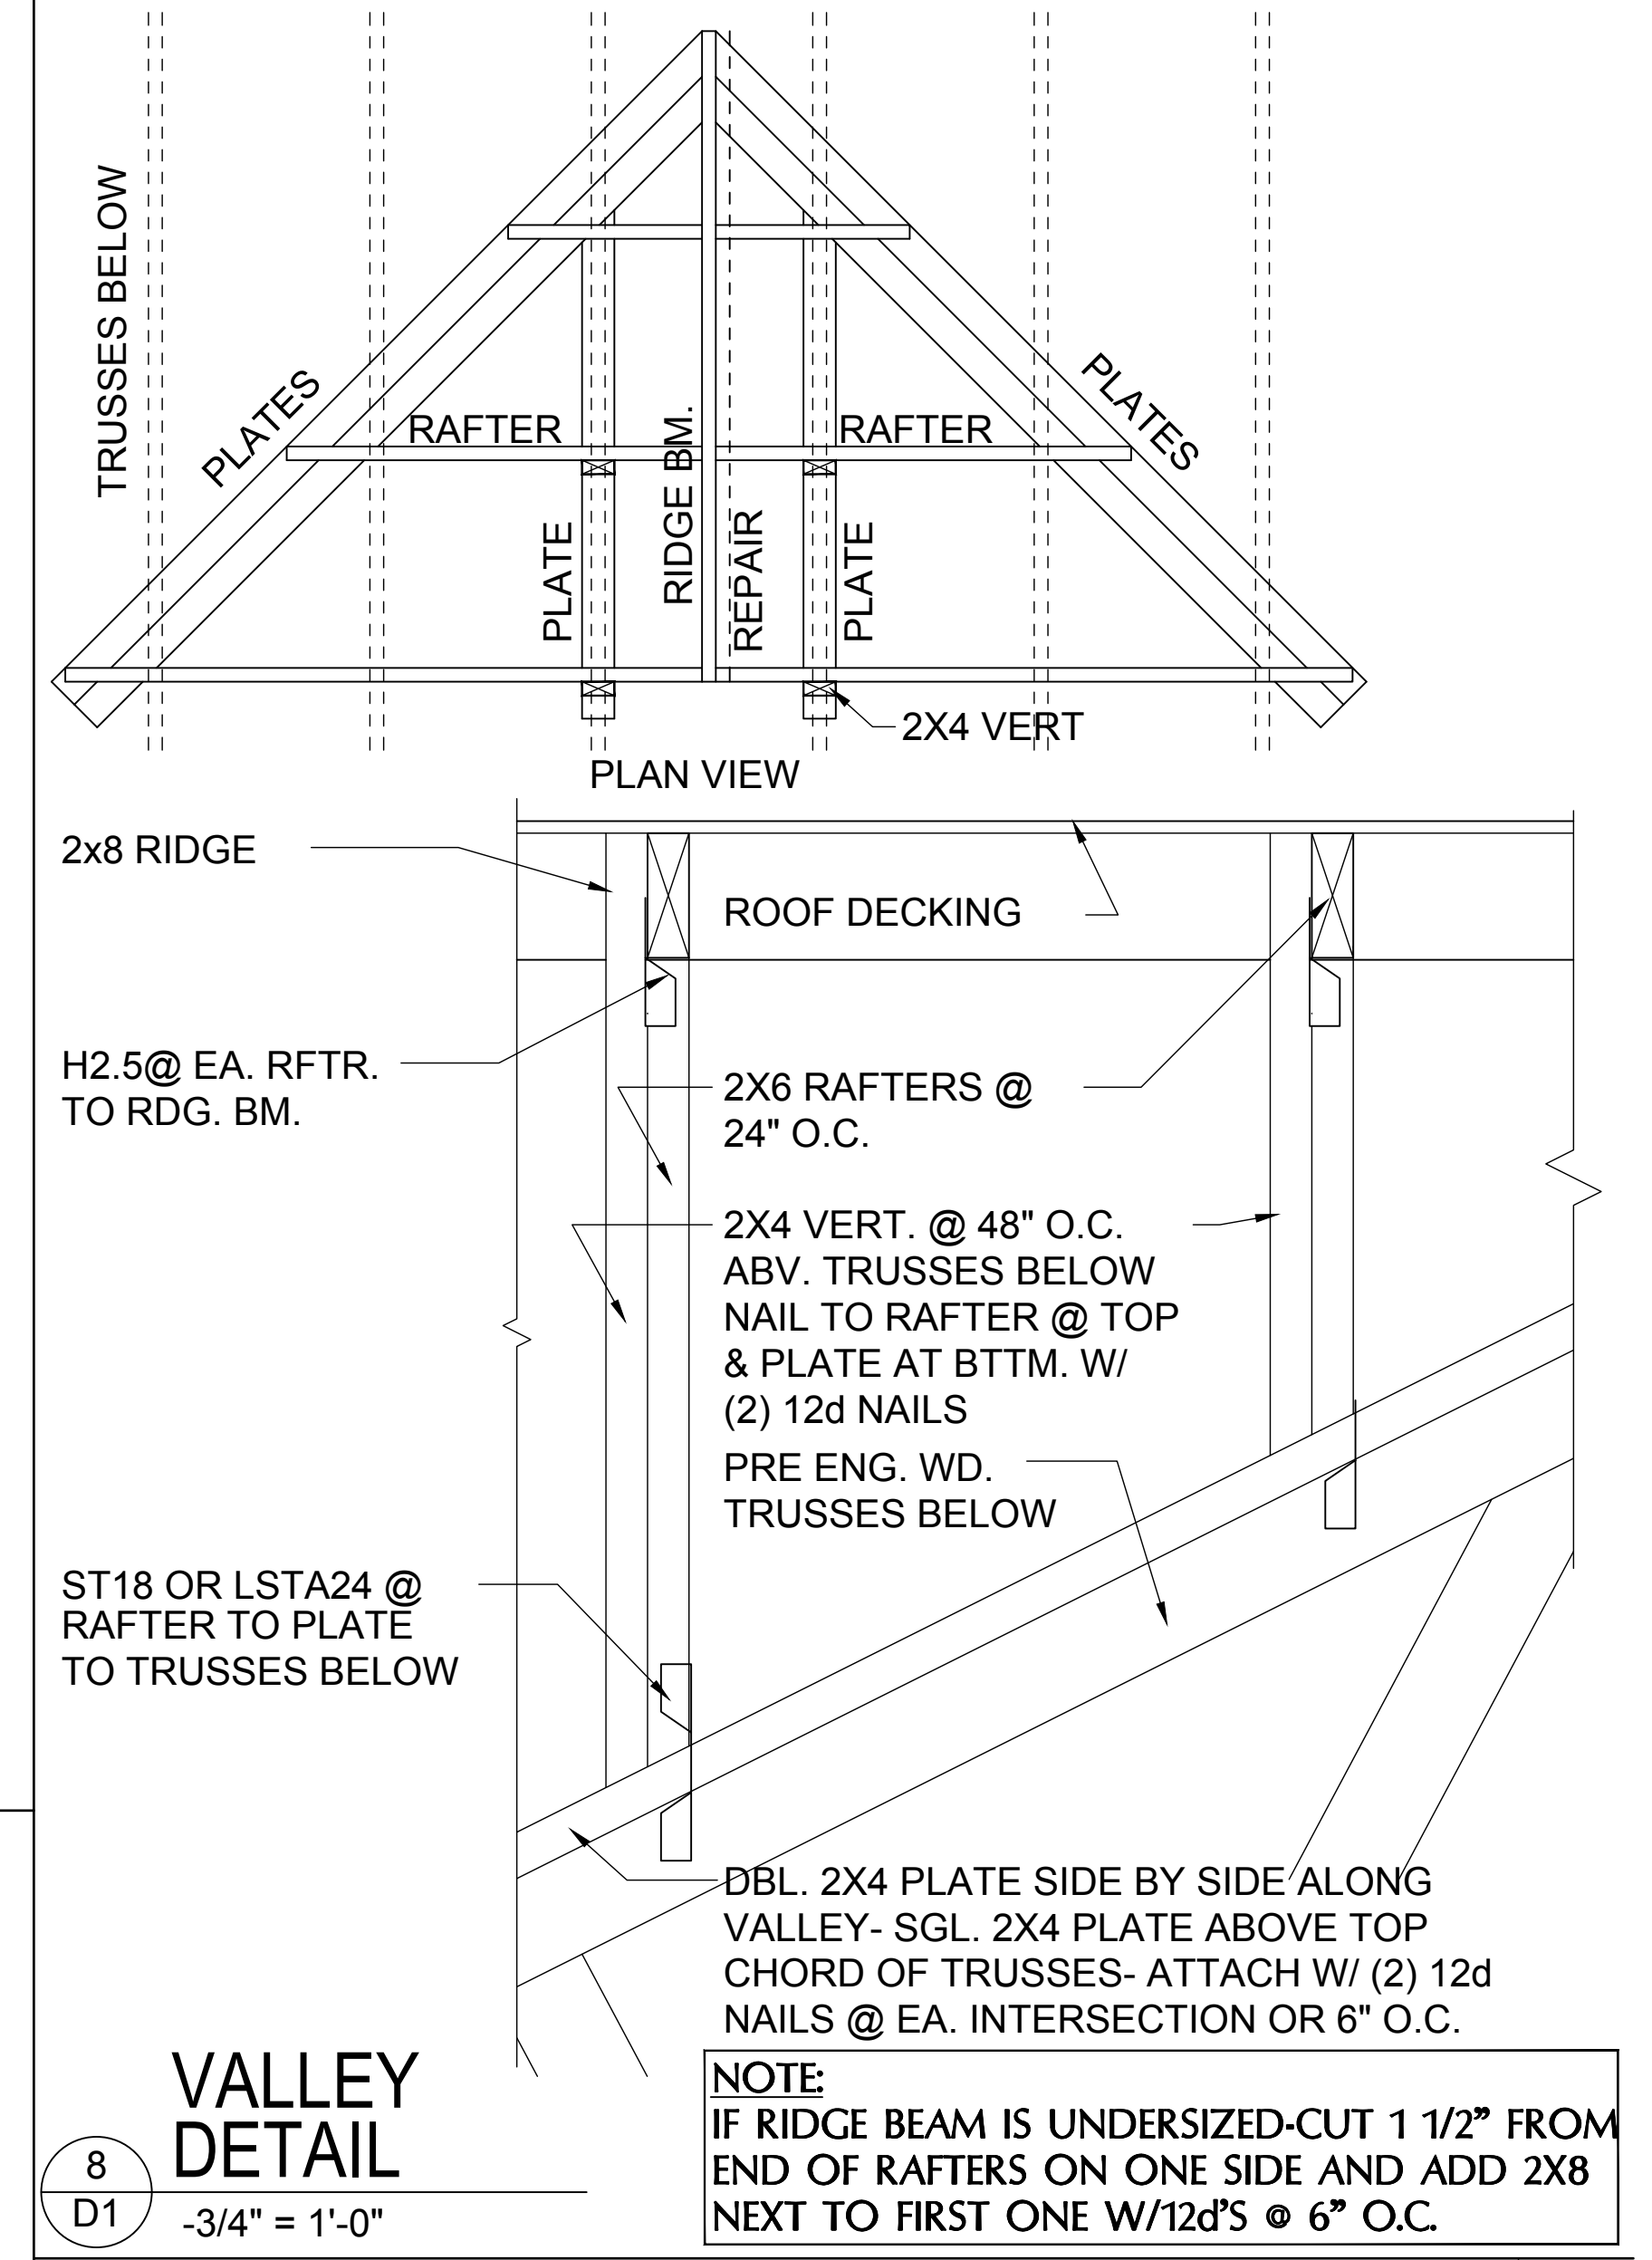 TRUSSES BELOW
PLATES
PLATES
RAFTER
RAFTER
RIDGE BM.
REPAIR
PLATE
PLATE
2X4 VERT
PLAN VIEW
2x8 RIDGE
ROOF DECKING
H2.5@ EA. RFTR.
TO RDG. BM.
2X6 RAFTERS @
24" O.C.
2X4 VERT. @ 48" O.C.
ABV. TRUSSES BELOW
NAIL TO RAFTER @ TOP
& PLATE AT BTTM. W/
(2) 12d NAILS
PRE ENG. WD.
TRUSSES BELOW
ST18 OR LSTA24 @
RAFTER TO PLATE
TO TRUSSES BELOW
DBL. 2X4 PLATE SIDE BY SIDE ALONG
VALLEY- SGL. 2X4 PLATE ABOVE TOP
CHORD OF TRUSSES- ATTACH W/ (2) 12d
NAILS @ EA. INTERSECTION OR 6" O.C.
VALLEY
DETAIL
8
D1
-3/4" = 1'-0"
NOTE:
IF RIDGE BEAM IS UNDERSIZED-CUT 1 1/2” FROM
END OF RAFTERS ON ONE SIDE AND ADD 2X8
NEXT TO FIRST ONE W/12d’S @ 6” O.C.